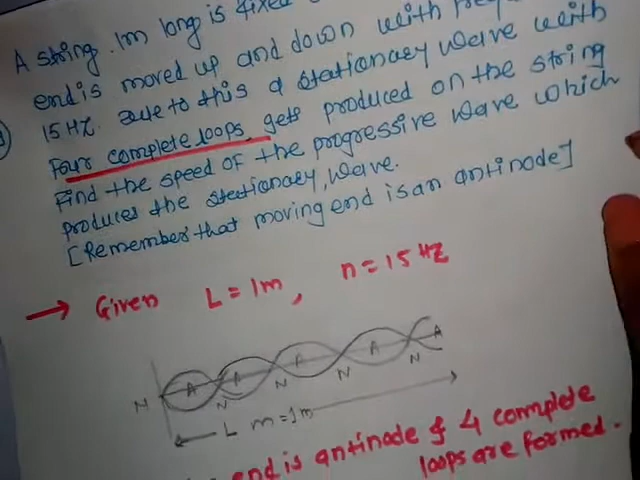 A string 1m long is fixed
end is moved up and down with
15 HZ. due to this a stationary wave with
Four complete loops, gets produced on the string
Find the speed of the progressive wave which
produces the stationary, wave.
[Remember that moving end is an antinode]
→ Given L = 1m, n = 15 HZ
A A A A A
N N N N N
← L m = 1m →
end is antinode & 4 complete
loops are formed.